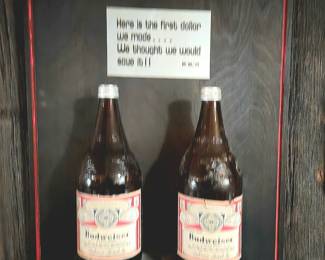 Here is the first dollar
we made....
We thought we would
save it!!
Budweiser
Budweiser